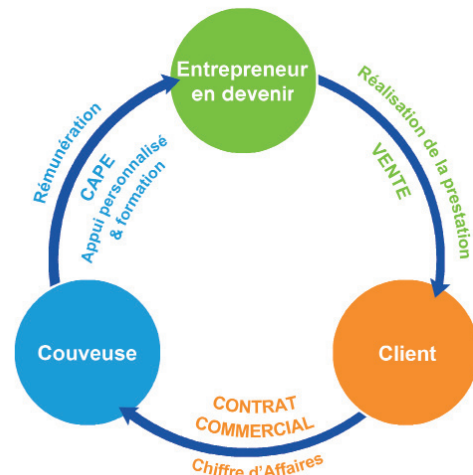 Entrepreneur
en devenir
Réalisation de la prestation
VENTE
Client
CONTRAT
COMMERCIAL
Chiffre d'Affaires
Couveuse
Rémunération
CAPE
Appui personnalisé
& formation